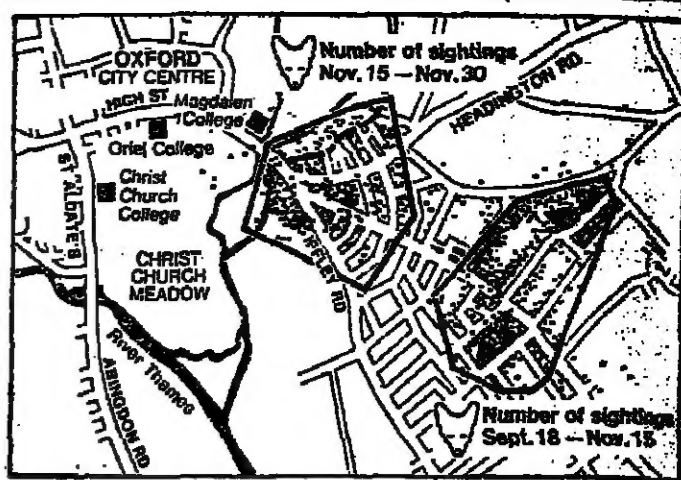 OXFORD
CITY CENTRE
HIGH ST
Magdalen
College
Oriel College
Christ
Church
College
ST ALDATE'S
CHRIST
CHURCH
MEADOW
River Thames
ABINGDON RD
IFFLEY RD
HEADINGTON RD
Number of sightings
Nov. 15 – Nov. 30
Number of sightings
Sept. 18 – Nov. 15